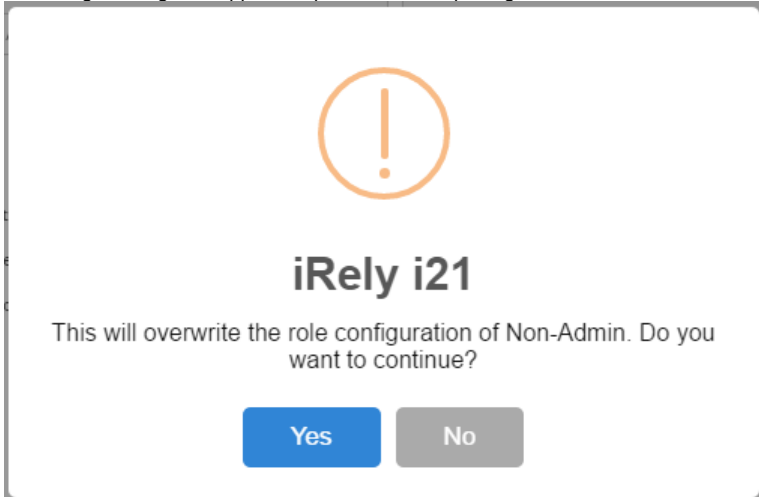 iRely i21
This will overwrite the role configuration of Non-Admin. Do you
want to continue?
Yes
No